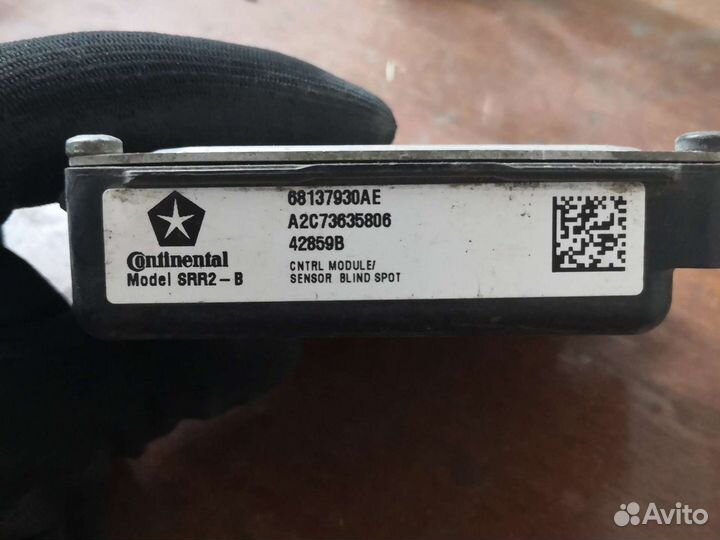 68137930AE
A2C73635806
42859B
CNTRL MODULE/
SENSOR BLIND SPOT
Continental
Model SRR2-B
Avito